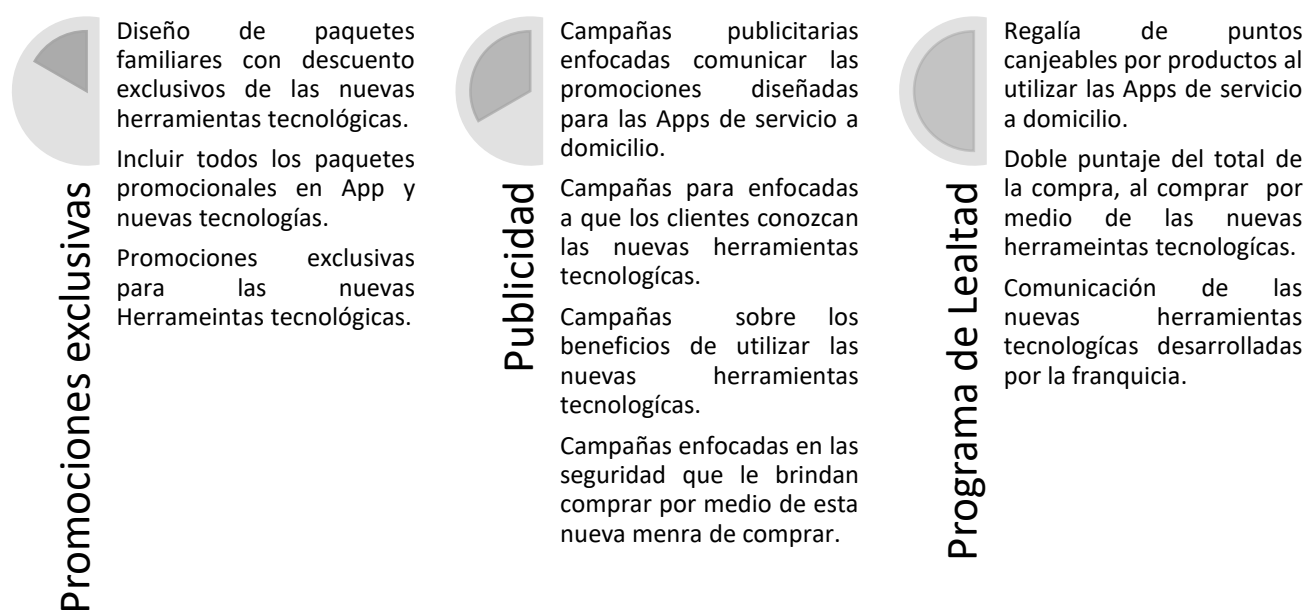 Promociones exclusivas
Diseño de paquetes
familiares con descuento
exclusivos de las nuevas
herramientas tecnológicas.
Incluir todos los paquetes
promocionales en App y
nuevas tecnologías.
Promociones exclusivas
para las nuevas
Herrameintas tecnológicas.
Publicidad
Campañas publicitarias
enfocadas comunicar las
promociones diseñadas
para las Apps de servicio a
domicilio.
Campañas para enfocadas
a que los clientes conozcan
las nuevas herramientas
tecnologícas.
Campañas sobre los
beneficios de utilizar las
nuevas herramientas
tecnologícas.
Campañas enfocadas en las
seguridad que le brindan
comprar por medio de esta
nueva menra de comprar.
Programa de Lealtad
Regalía de puntos
canjeables por productos al
utilizar las Apps de servicio
a domicilio.
Doble puntaje del total de
la compra, al comprar por
medio de las nuevas
herrameintas tecnologícas.
Comunicación de las
nuevas herramientas
tecnologícas desarrolladas
por la franquicia.